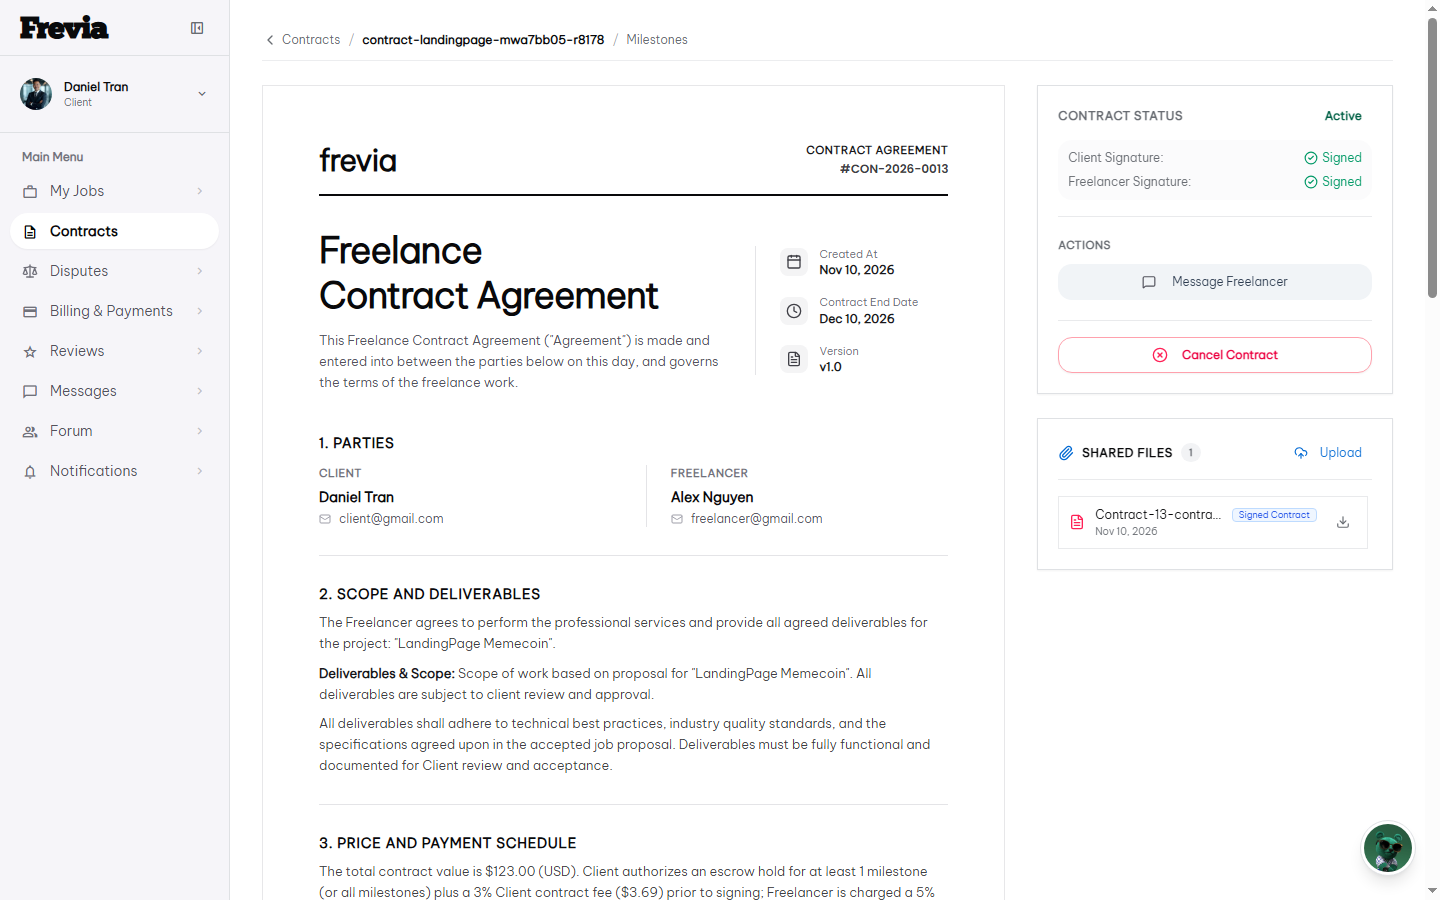 Frevia
Daniel Tran
Client
Main Menu
My Jobs
Contracts
Disputes
Billing & Payments
Reviews
Messages
Forum
Notifications
Contracts / contract-landingpage-mwa7bb05-r8178 / Milestones
frevia
CONTRACT AGREEMENT
#CON-2026-0013
Freelance
Contract Agreement
This Freelance Contract Agreement ("Agreement") is made and
entered into between the parties below on this day, and governs
the terms of the freelance work.
Created At
Nov 10, 2026
Contract End Date
Dec 10, 2026
Version
v1.0
1. PARTIES
CLIENT
Daniel Tran
client@gmail.com
FREELANCER
Alex Nguyen
freelancer@gmail.com
2. SCOPE AND DELIVERABLES
The Freelancer agrees to perform the professional services and provide all agreed deliverables for
the project: "LandingPage Memecoin".
Deliverables & Scope: Scope of work based on proposal for "LandingPage Memecoin". All
deliverables are subject to client review and approval.
All deliverables shall adhere to technical best practices, industry quality standards, and the
specifications agreed upon in the accepted job proposal. Deliverables must be fully functional and
documented for Client review and acceptance.
3. PRICE AND PAYMENT SCHEDULE
The total contract value is $123.00 (USD). Client authorizes an escrow hold for at least 1 milestone
(or all milestones) plus a 3% Client contract fee ($3.69) prior to signing; Freelancer is charged a 5%
CONTRACT STATUS
Active
Client Signature:
Signed
Freelancer Signature:
Signed
ACTIONS
Message Freelancer
Cancel Contract
SHARED FILES 1
Upload
Contract-13-contra...
Signed Contract
Nov 10, 2026